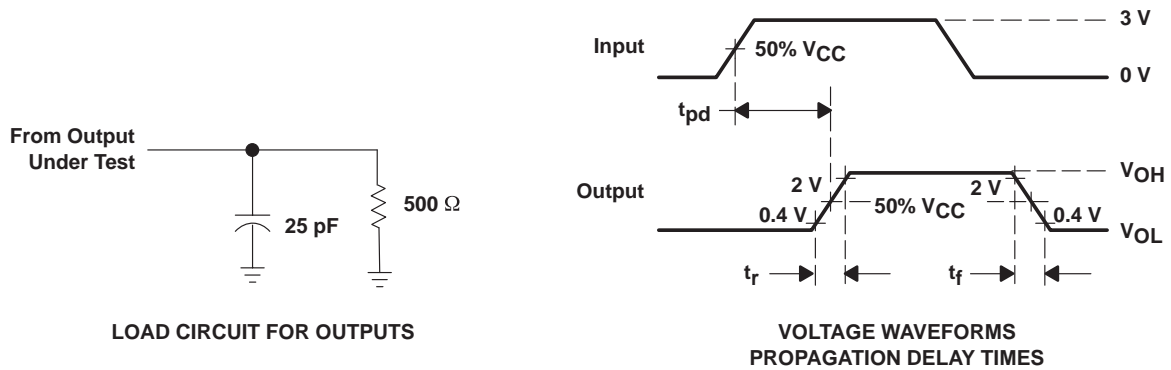 From Output
Under Test
25 pF
500 Ω
LOAD CIRCUIT FOR OUTPUTS
Input
50% VCC
3 V
0 V
tpd
Output
2 V
0.4 V
50% VCC
2 V
0.4 V
VOH
VOL
tr
tf
VOLTAGE WAVEFORMS
PROPAGATION DELAY TIMES